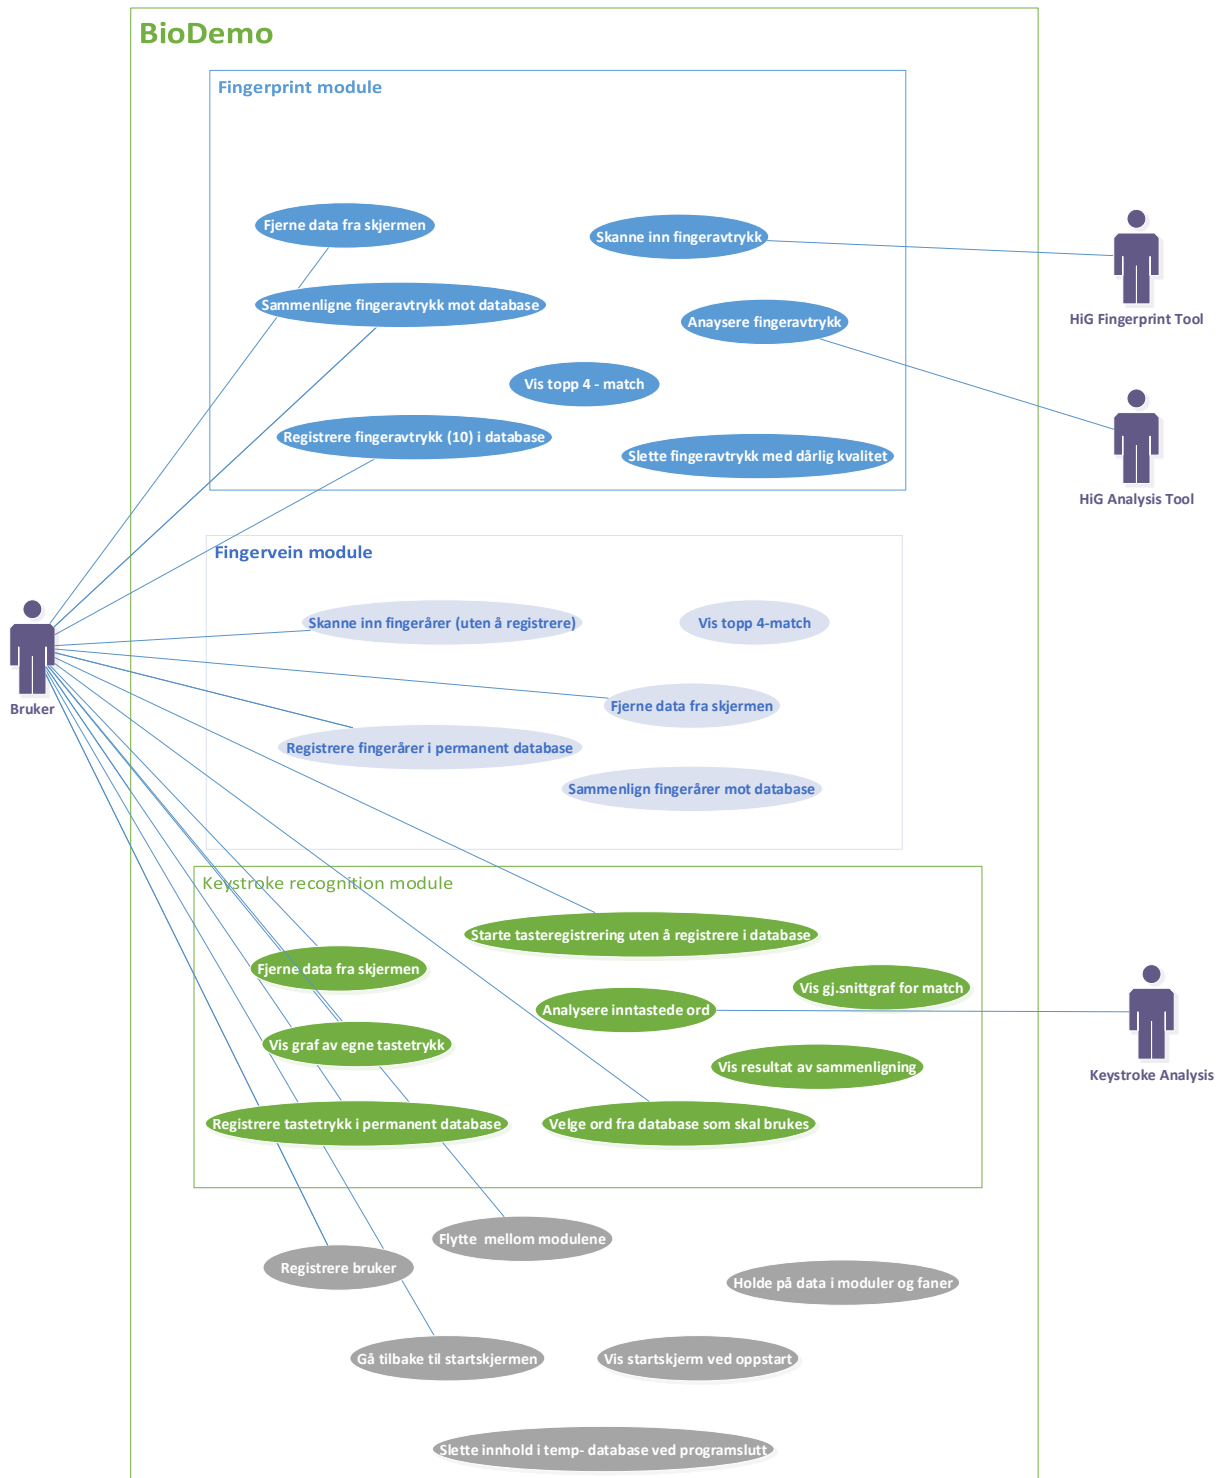 BioDemo
Fingerprint module
Fjerne data fra skjermen
Skanne inn fingeravtrykk
Sammenligne fingeravtrykk mot database
Anaysere fingeravtrykk
Vis topp 4 - match
Registrere fingeravtrykk (10) i database
Slette fingeravtrykk med dårlig kvalitet
HiG Fingerprint Tool
HiG Analysis Tool
Fingervein module
Skanne inn fingerårer (uten å registrere)
Vis topp 4-match
Fjerne data fra skjermen
Registrere fingerårer i permanent database
Sammenlign fingerårer mot database
Bruker
Keystroke recognition module
Starte tasteregistrering uten å registrere i database
Fjerne data fra skjermen
Vis gj.snittgraf for match
Analysere inntastede ord
Vis graf av egne tastetrykk
Vis resultat av sammenligning
Keystroke Analysis
Registrere tastetrykk i permanent database
Velge ord fra database som skal brukes
Flytte  mellom modulene
Registrere bruker
Holde på data i moduler og faner
Gå tilbake til startskjermen
Vis startskjerm ved oppstart
Slette innhold i temp- database ved programslutt